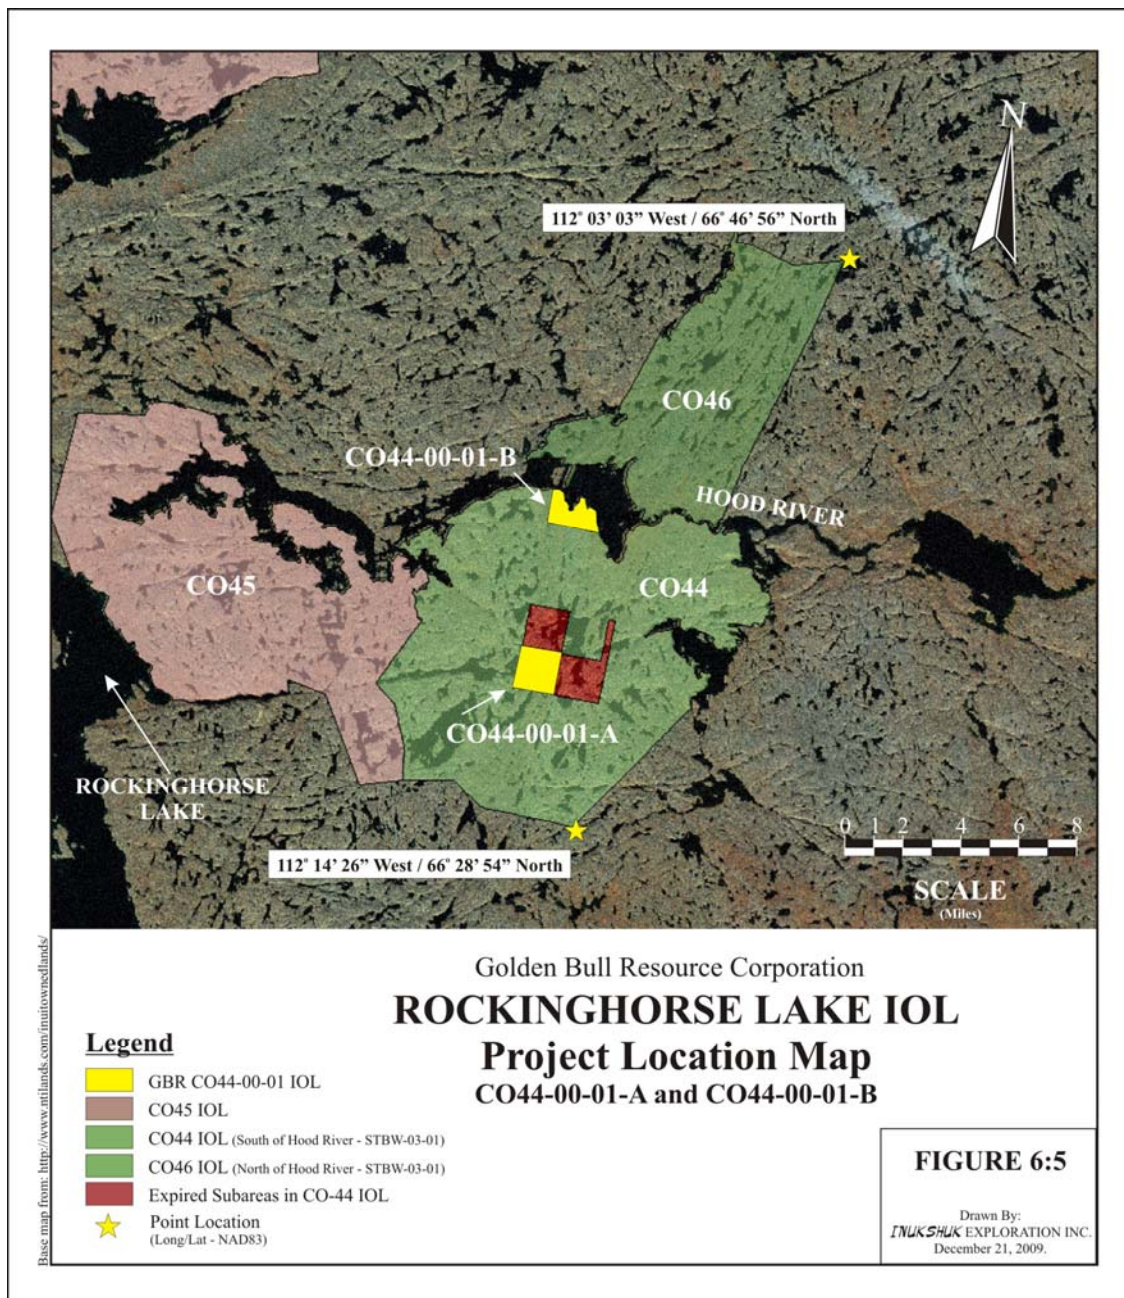 N
112° 03' 03" West / 66° 46' 56" North
CO46
CO44-00-01-B
HOOD RIVER
CO45
CO44
CO44-00-01-A
ROCKINGHORSE
LAKE
0 1 2 4 6 8
SCALE
(Miles)
112° 14' 26" West / 66° 28' 54" North
Base map from: http://www.ntilands.com/inuitownedlands/
Golden Bull Resource Corporation
ROCKINGHORSE LAKE IOL
Project Location Map
CO44-00-01-A and CO44-00-01-B
Legend
GBR CO44-00-01 IOL
CO45 IOL
CO44 IOL (South of Hood River - STBW-03-01)
CO46 IOL (North of Hood River - STBW-03-01)
Expired Subareas in CO-44 IOL
Point Location
(Long/Lat - NAD83)
FIGURE 6:5
Drawn By:
INUKSHUK EXPLORATION INC.
December 21, 2009.